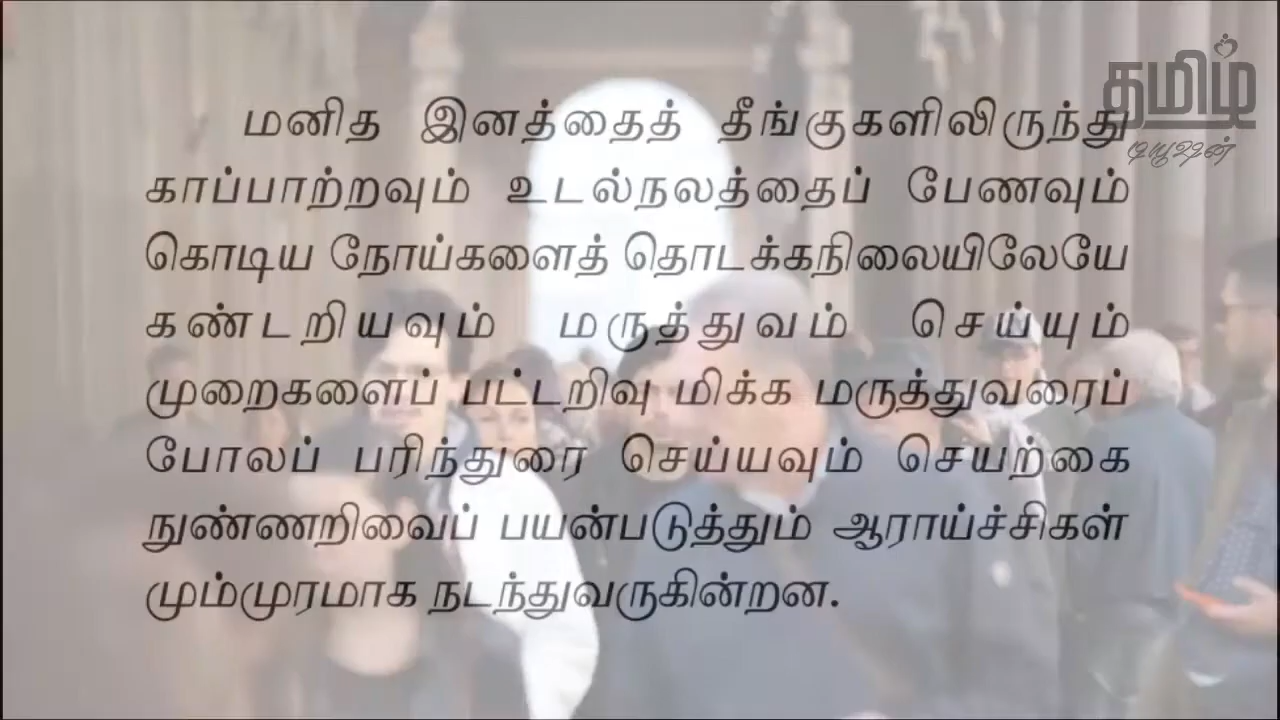 தமிழ்
டியூஷன்
மனித இனத்தைத் தீங்குகளிலிருந்து
காப்பாற்றவும் உடல்நலத்தைப் பேணவும்
கொடிய நோய்களைத் தொடக்கநிலையிலேயே
கண்டறியவும் மருத்துவம் செய்யும்
முறைகளைப் பட்டறிவு மிக்க மருத்துவரைப்
போலப் பரிந்துரை செய்யவும் செயற்கை
நுண்ணறிவைப் பயன்படுத்தும் ஆராய்ச்சிகள்
மும்முரமாக நடந்துவருகின்றன.